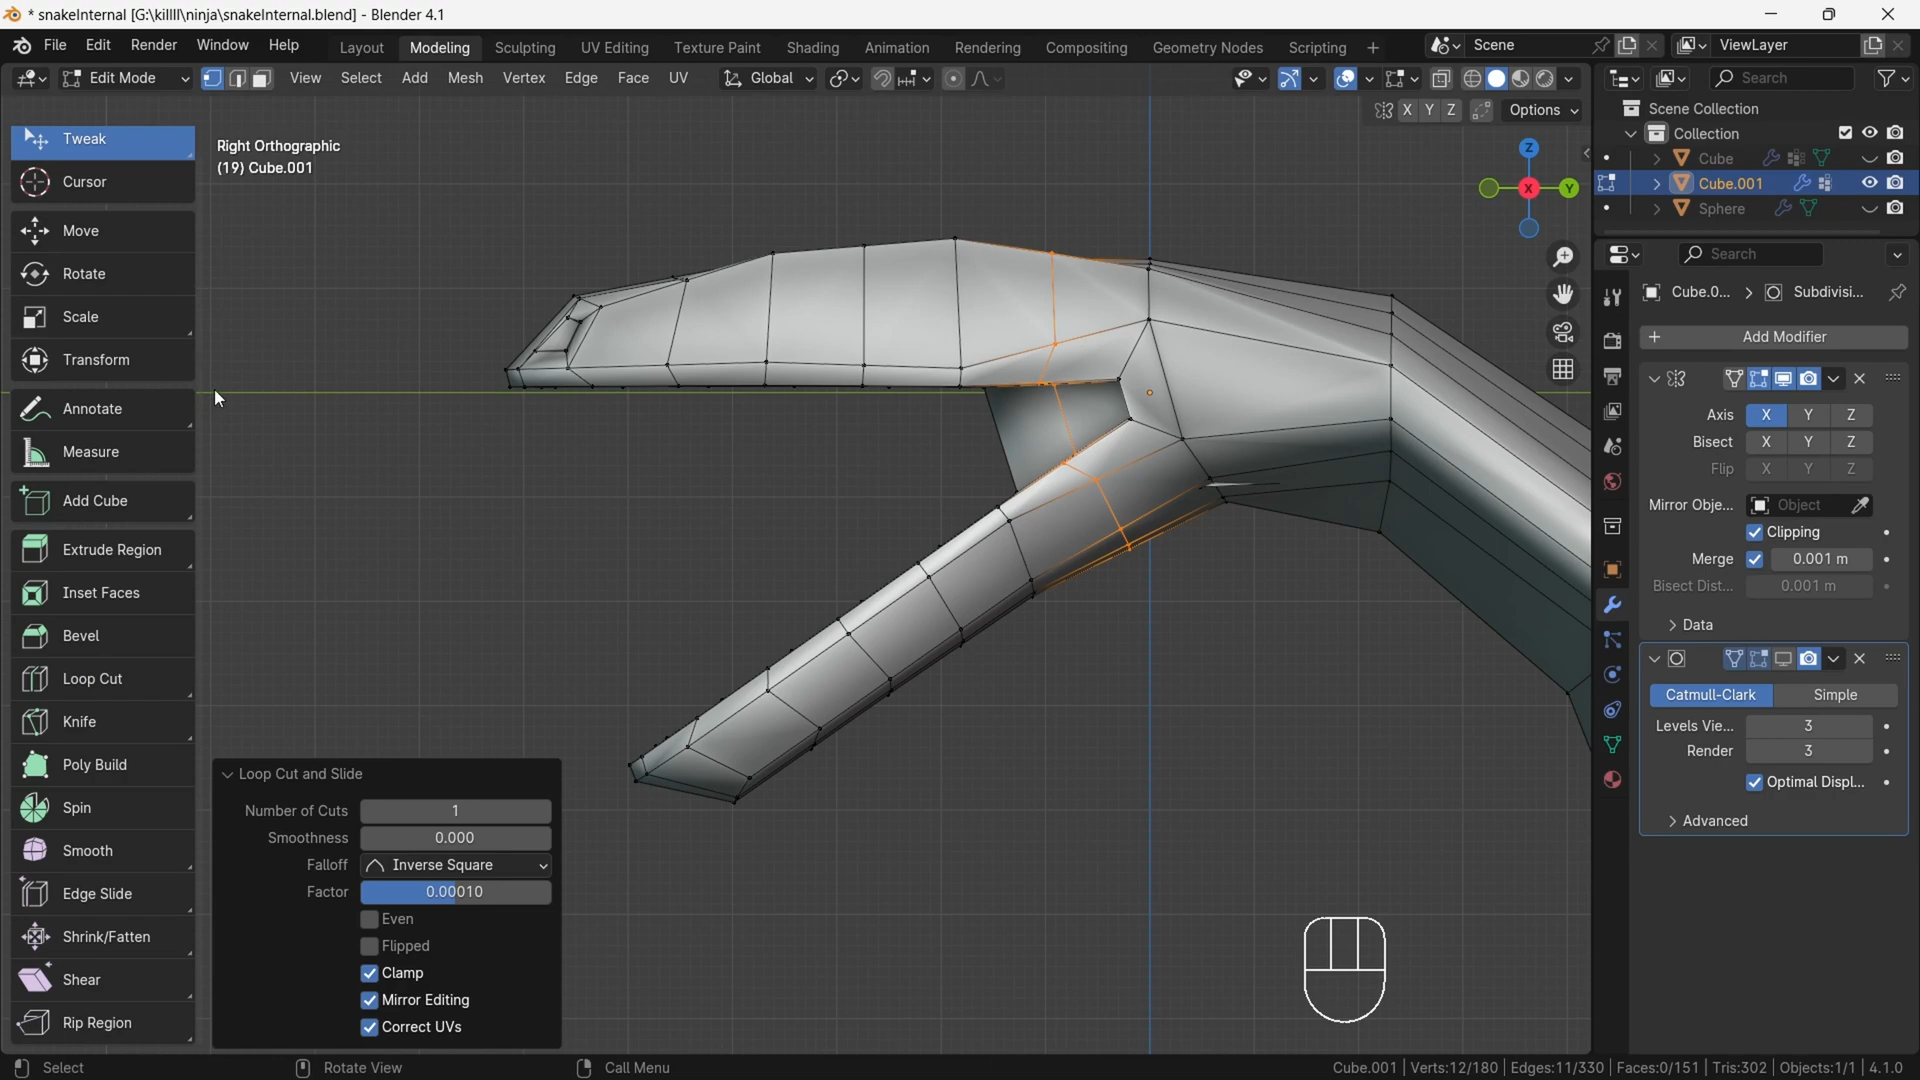 * snakeInternal [G:\killll\ninja\snakeInternal.blend] - Blender 4.1
File Edit Render Window Help Layout Modeling Sculpting UV Editing Texture Paint Shading Animation Rendering Compositing Geometry Nodes Scripting + Scene ViewLayer
Edit Mode View Select Add Mesh Vertex Edge Face UV Global Search
X Y Z Options
Scene Collection
Collection
Cube
Cube.001
Sphere
Right Orthographic
(19) Cube.001
Z
X
Y
Tweak
Cursor
Move
Rotate
Scale
Transform
Annotate
Measure
Add Cube
Extrude Region
Inset Faces
Bevel
Loop Cut
Knife
Poly Build
Spin
Smooth
Edge Slide
Shrink/Fatten
Shear
Rip Region
Loop Cut and Slide
Number of Cuts 1
Smoothness 0.000
Falloff Inverse Square
Factor 0.00010
Even
Flipped
Clamp
Mirror Editing
Correct UVs
Search
Cube.0... > Subdivisi...
+ Add Modifier
Axis X Y Z
Bisect X Y Z
Flip X Y Z
Mirror Obje... Object
Clipping
Merge 0.001 m
Bisect Dist... 0.001 m
Data
Catmull-Clark Simple
Levels Vie... 3
Render 3
Optimal Displ...
Advanced
Select Rotate View Call Menu Cube.001 | Verts:12/180 | Edges:11/330 | Faces:0/151 | Tris:302 | Objects:1/1 | 4.1.0